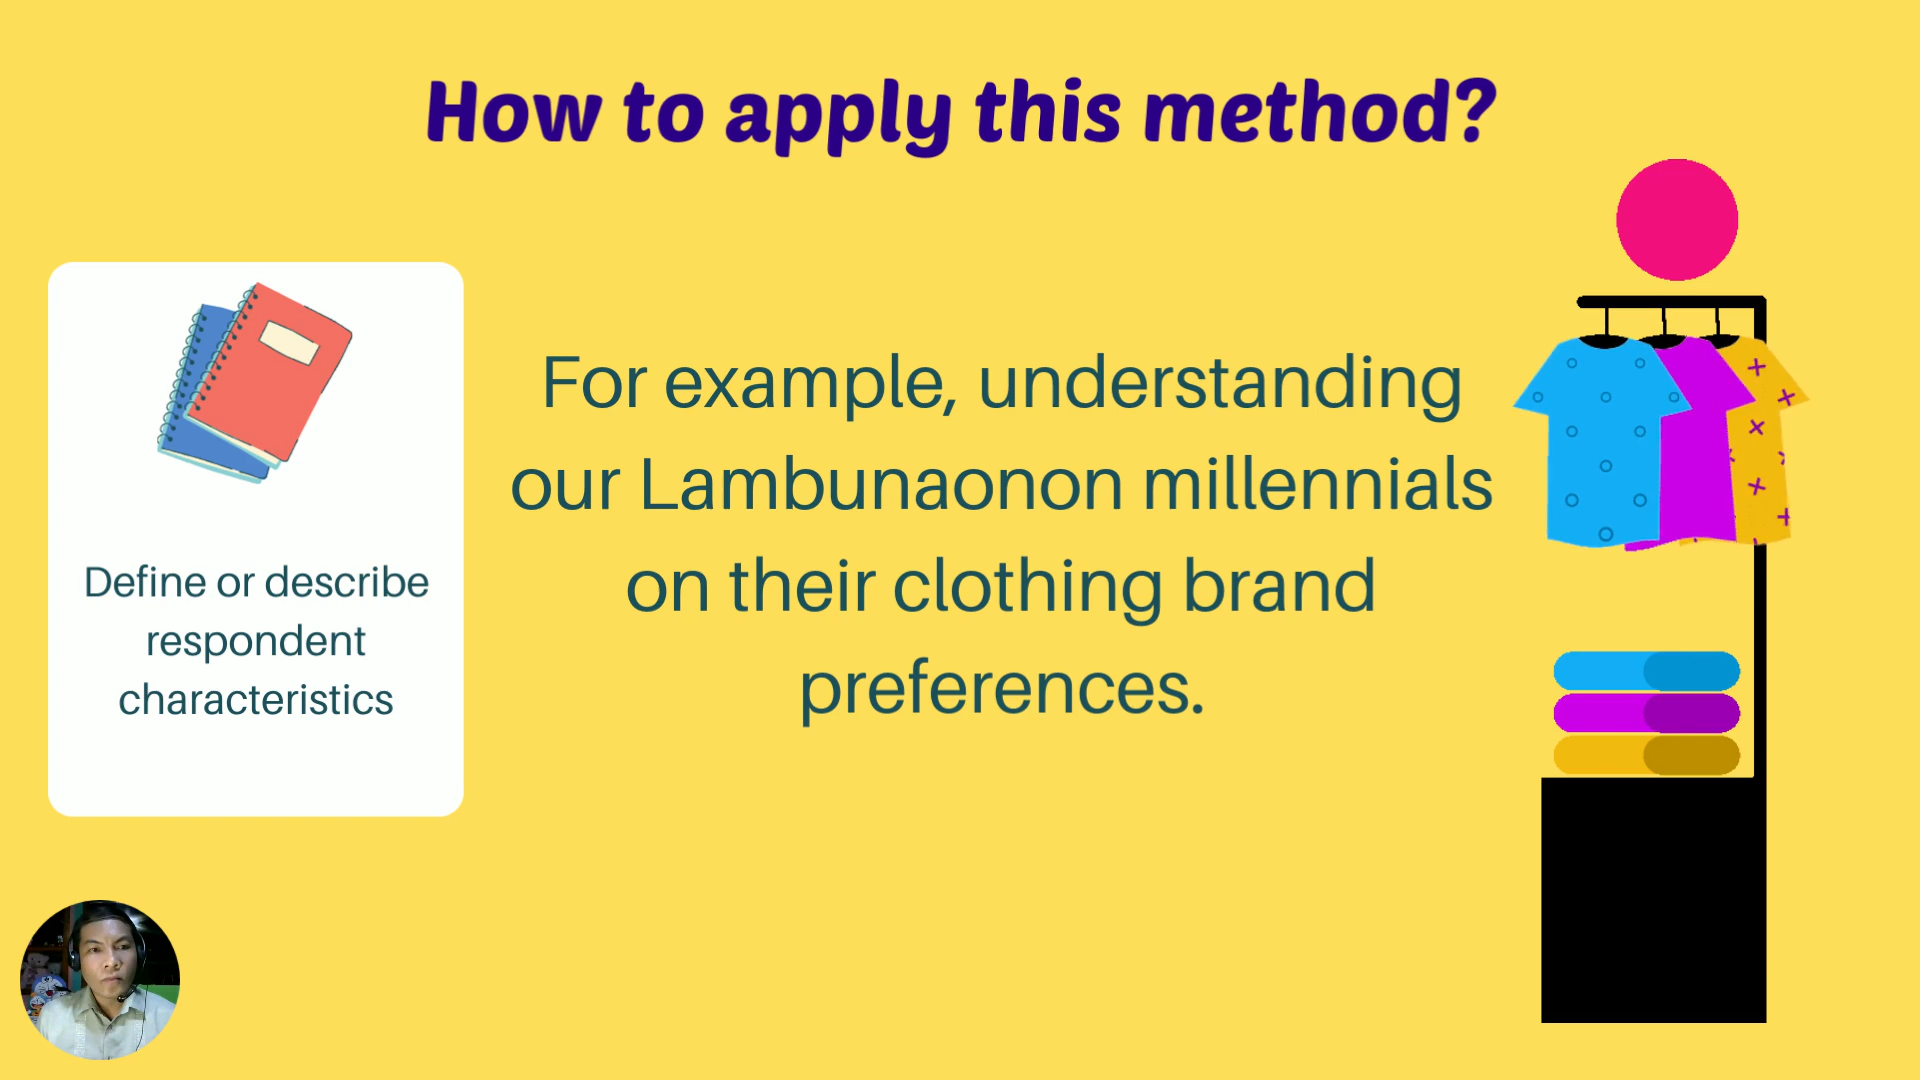 How to apply this method?
Define or describe
respondent
characteristics
For example, understanding
our Lambunaonon millennials
on their clothing brand
preferences.